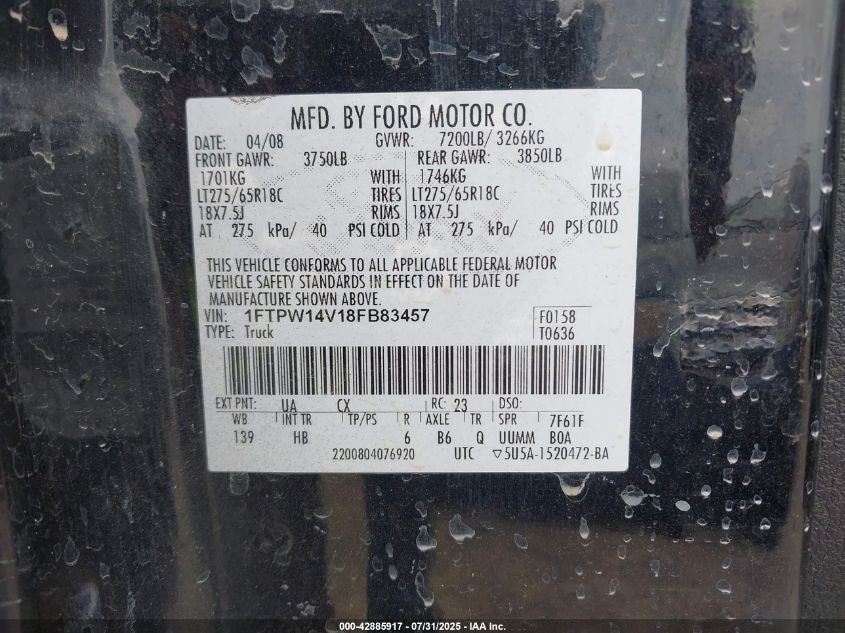 MFD. BY FORD MOTOR CO.
DATE: 04/08 GVWR: 7200LB/ 3266KG
FRONT GAWR: 3750LB REAR GAWR: 3850LB
1701KG WITH 1746KG WITH
LT275/65R18C TIRES LT275/65R18C TIRES
18X7.5J RIMS 18X7.5J RIMS
AT 275 kPa/ 40 PSI COLD AT 275 kPa/ 40 PSI COLD
THIS VEHICLE CONFORMS TO ALL APPLICABLE FEDERAL MOTOR
VEHICLE SAFETY STANDARDS IN EFFECT ON THE DATE OF
MANUFACTURE SHOWN ABOVE.
VIN: 1FTPW14V18FB83457 F0158
TYPE: Truck T0636
EXT PNT: UA CX RC: 23 DSO:
WB INT TR TP/PS R AXLE TR SPR 7F61F
139 HB 6 B6 Q UUMM B0A
2200804076920 UTC ▽5U5A-1520472-BA
000-42885917 - 07/31/2025 - IAA Inc.